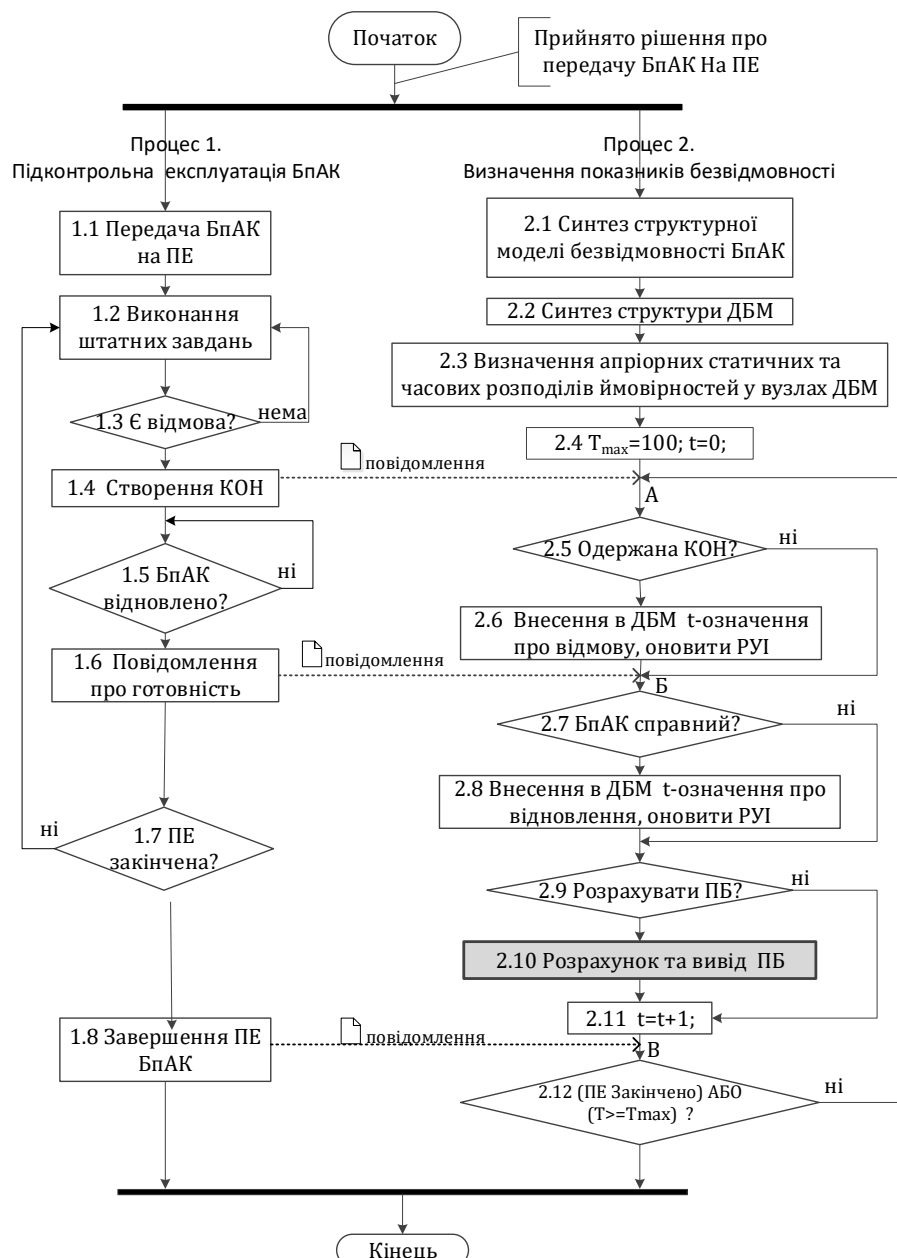 Початок
Прийнято рішення про
передачу БпАК На ПЕ
Процес 1.
Підконтрольна експлуатація БпАК
Процес 2.
Визначення показників безвідмовності
1.1 Передача БпАК
на ПЕ
1.2 Виконання
штатних завдань
1.3 Є відмова?
нема
1.4 Створення КОН
повідомлення
1.5 БпАК
відновлено?
ні
1.6 Повідомлення
про готовність
повідомлення
1.7 ПЕ
закінчена?
ні
1.8 Завершення ПЕ
БпАК
повідомлення
2.1 Синтез структурної
моделі безвідмовності БпАК
2.2 Синтез структури ДБМ
2.3 Визначення апріорних статичних та
часових розподілів ймовірностей у вузлах ДБМ
2.4 Tmax=100; t=0;
А
2.5 Одержана КОН?
ні
2.6 Внесення в ДБМ t-означення
про відмову, оновити РУІ
Б
2.7 БпАК справний?
ні
2.8 Внесення в ДБМ t-означення про
відновлення, оновити РУІ
2.9 Розрахувати ПБ?
ні
2.10 Розрахунок та вивід ПБ
2.11 t=t+1;
В
2.12 (ПЕ Закінчено) АБО
(T>=Tmax) ?
ні
Кінець